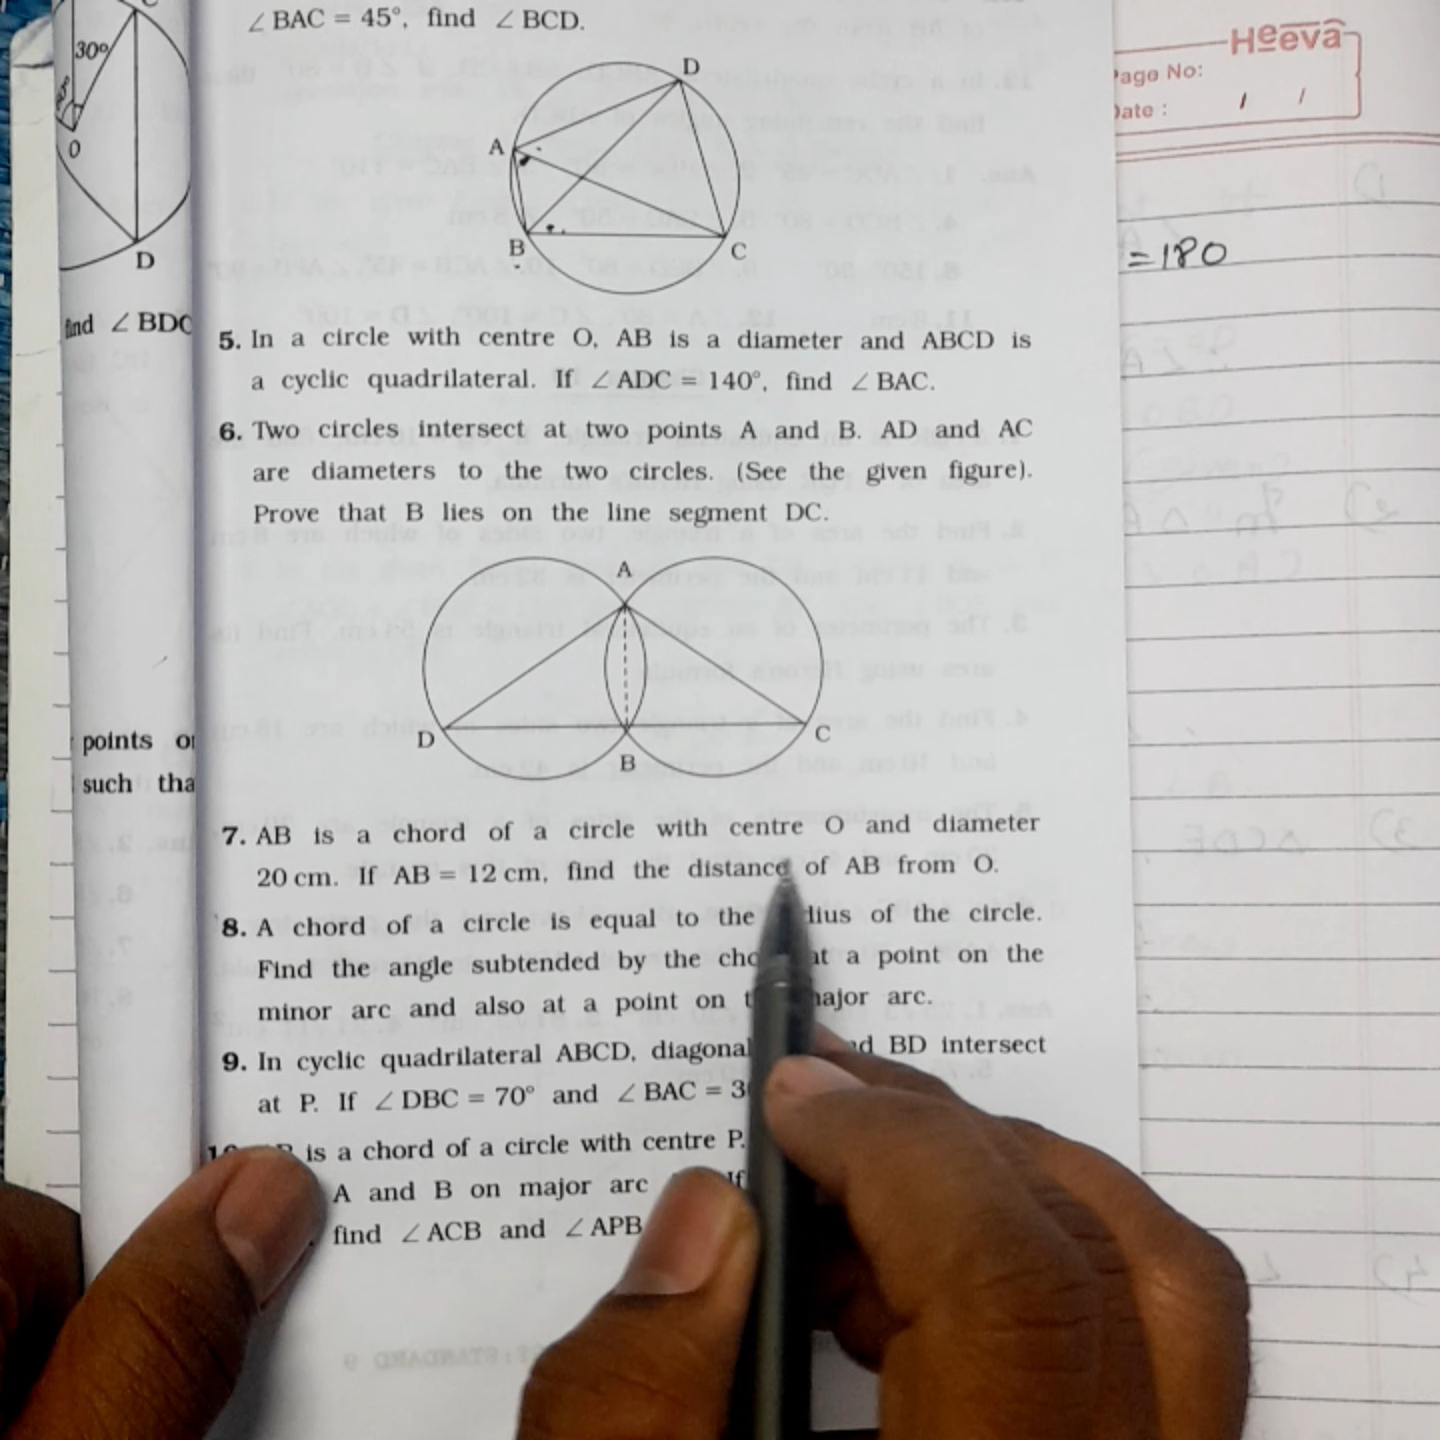 30°
O
D
find ∠ BDC
points
such tha
∠ BAC = 45°, find ∠ BCD.
D
A
B
C
5. In a circle with centre O, AB is a diameter and ABCD is
a cyclic quadrilateral. If ∠ ADC = 140°, find ∠ BAC.
6. Two circles intersect at two points A and B. AD and AC
are diameters to the two circles. (See the given figure).
Prove that B lies on the line segment DC.
A
D
C
B
7. AB is a chord of a circle with centre O and diameter
20 cm. If AB = 12 cm, find the distance of AB from O.
8. A chord of a circle is equal to the dius of the circle.
Find the angle subtended by the cho at a point on the
minor arc and also at a point on t major arc.
9. In cyclic quadrilateral ABCD, diagonal d BD intersect
at P. If ∠ DBC = 70° and ∠ BAC = 3
is a chord of a circle with centre P.
A and B on major arc If
find ∠ ACB and ∠ APB
Heeva
age No:
ate : / /
= 180